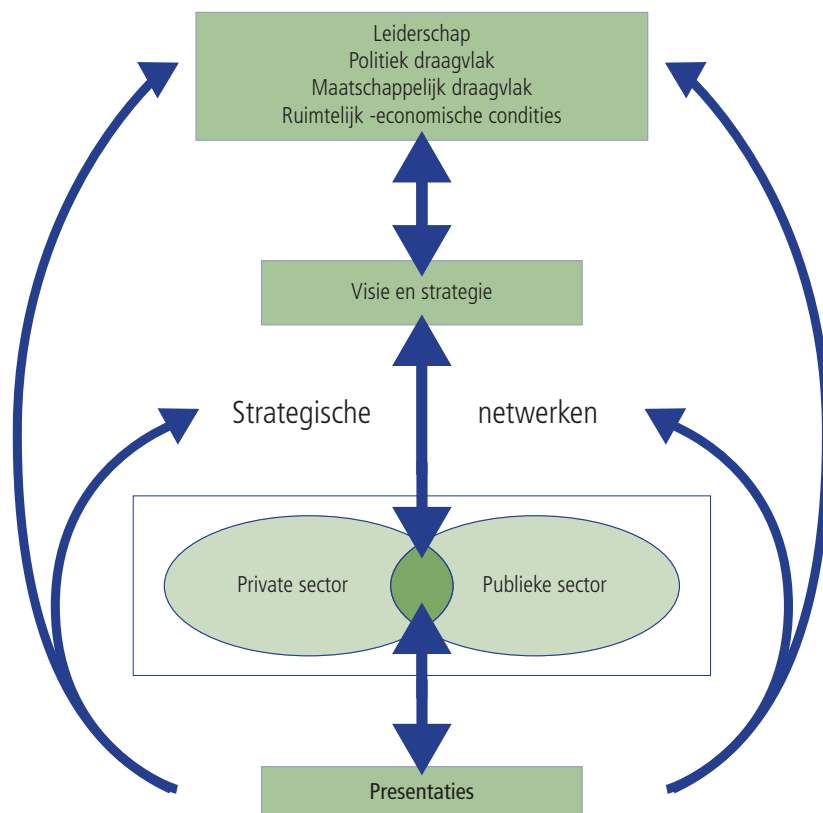 Leiderschap
Politiek draagvlak
Maatschappelijk draagvlak
Ruimtelijk -economische condities
Visie en strategie
Strategische netwerken
Private sector
Publieke sector
Presentaties